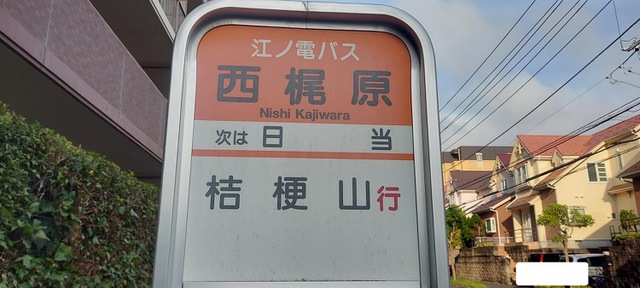 江ノ電バス
西梶原
Nishi Kajiwara
次は 日当
桔梗山行